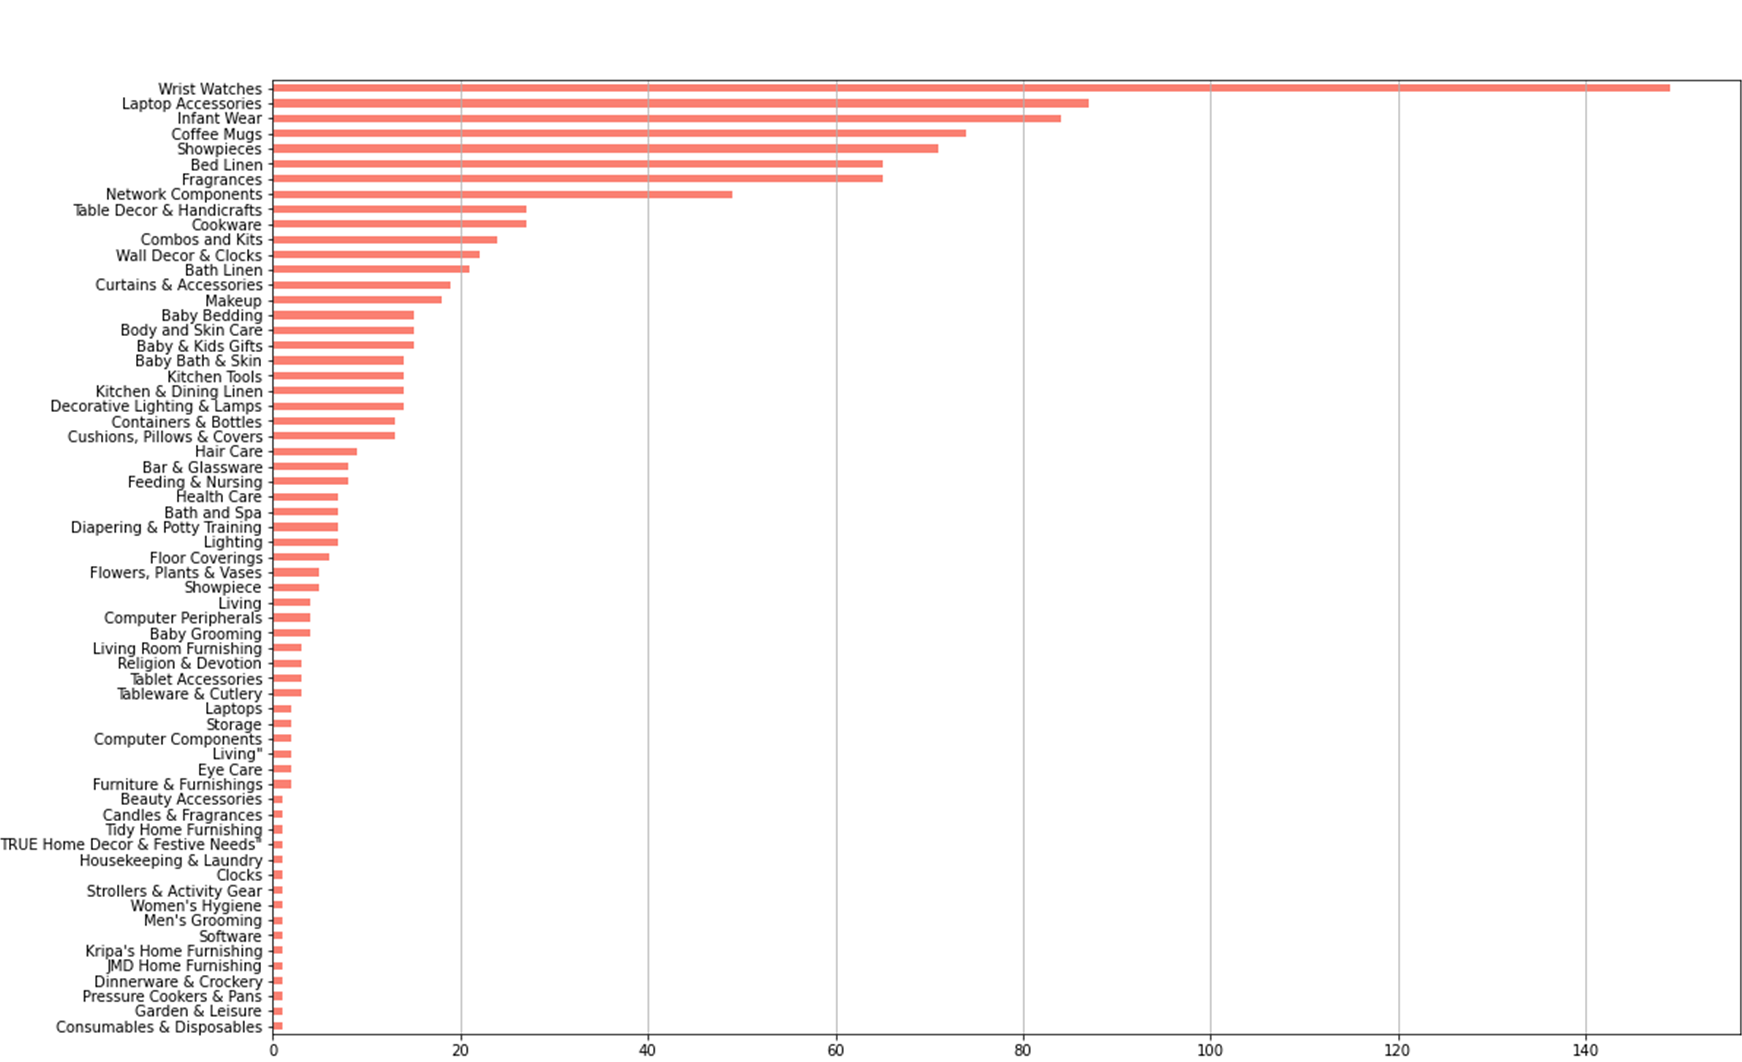 Wrist Watches
Laptop Accessories
Infant Wear
Coffee Mugs
Showpieces
Bed Linen
Fragrances
Network Components
Table Decor & Handicrafts
Cookware
Combos and Kits
Wall Decor & Clocks
Bath Linen
Curtains & Accessories
Makeup
Baby Bedding
Body and Skin Care
Baby & Kids Gifts
Baby Bath & Skin
Kitchen Tools
Kitchen & Dining Linen
Decorative Lighting & Lamps
Containers & Bottles
Cushions, Pillows & Covers
Hair Care
Bar & Glassware
Feeding & Nursing
Health Care
Bath and Spa
Diapering & Potty Training
Lighting
Floor Coverings
Flowers, Plants & Vases
Showpiece
Living
Computer Peripherals
Baby Grooming
Living Room Furnishing
Religion & Devotion
Tablet Accessories
Tableware & Cutlery
Laptops
Storage
Computer Components
Living"
Eye Care
Furniture & Furnishings
Beauty Accessories
Candles & Fragrances
Tidy Home Furnishing
TRUE Home Decor & Festive Needs"
Housekeeping & Laundry
Clocks
Strollers & Activity Gear
Women's Hygiene
Men's Grooming
Software
Kripa's Home Furnishing
JMD Home Furnishing
Dinnerware & Crockery
Pressure Cookers & Pans
Garden & Leisure
Consumables & Disposables
0 20 40 60 80 100 120 140